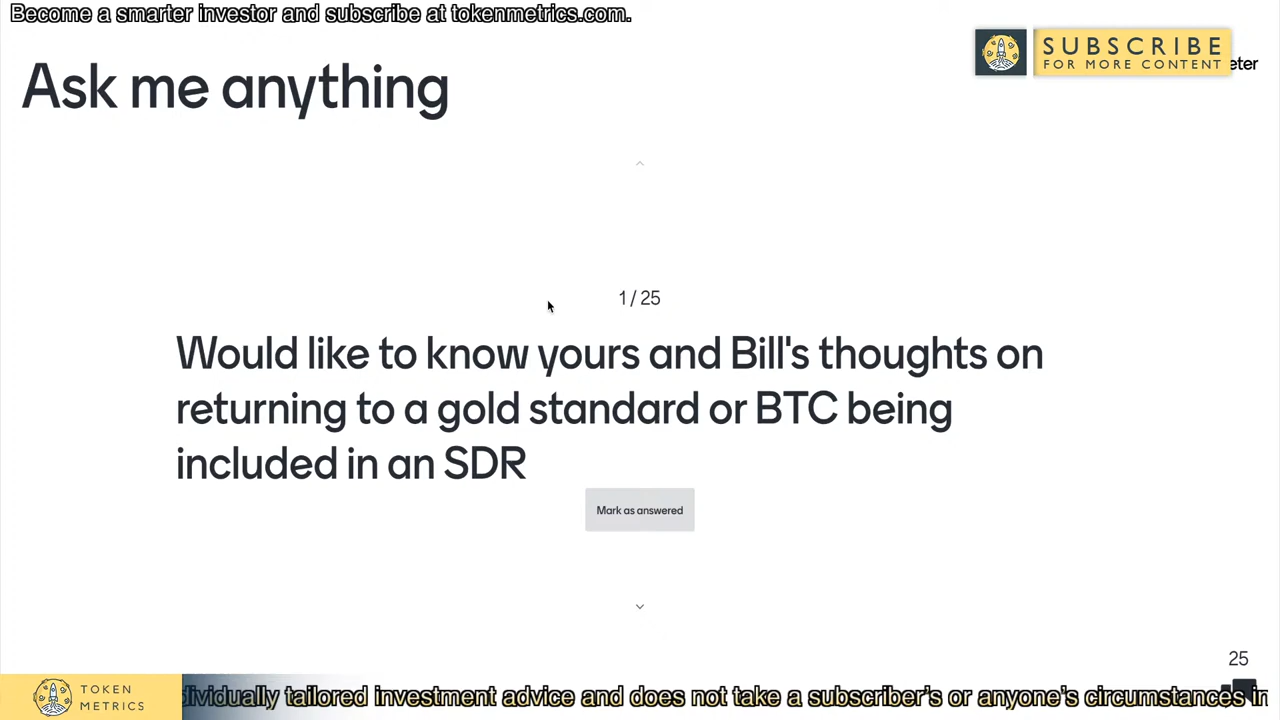 Become a smarter investor and subscribe at tokenmetrics.com.
SUBSCRIBE
FOR MORE CONTENT
eter
Ask me anything
1 / 25
Would like to know yours and Bill's thoughts on
returning to a gold standard or BTC being
included in an SDR
Mark as answered
25
TOKEN
METRICS
dividually tailored investment advice and does not take a subscriber's or anyone's circumstances in